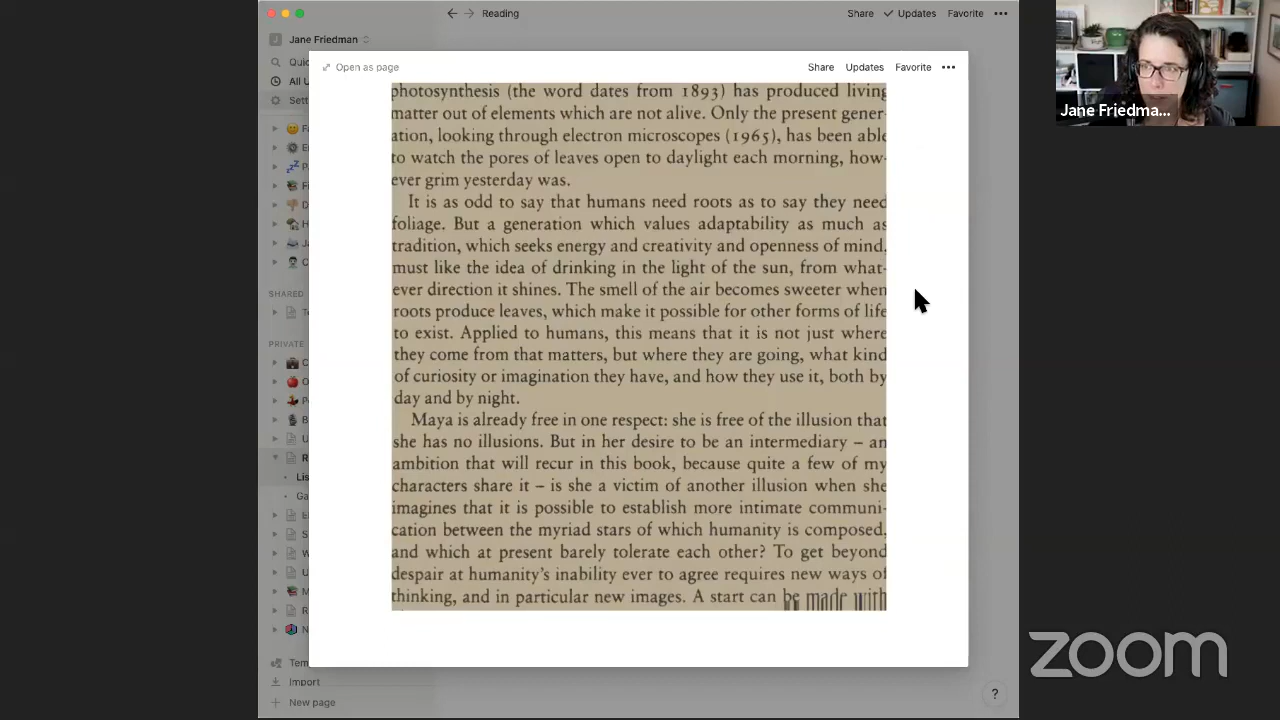 Reading
Share
Updates
Favorite
Jane Friedman
Open as page
Share
Updates
Favorite
photosynthesis (the word dates from 1893) has produced living
matter out of elements which are not alive. Only the present gener-
ation, looking through electron microscopes (1965), has been able
to watch the pores of leaves open to daylight each morning, how-
ever grim yesterday was.
It is as odd to say that humans need roots as to say they need
foliage. But a generation which values adaptability as much as
tradition, which seeks energy and creativity and openness of mind,
must like the idea of drinking in the light of the sun, from what-
ever direction it shines. The smell of the air becomes sweeter when
roots produce leaves, which make it possible for other forms of life
to exist. Applied to humans, this means that it is not just where
they come from that matters, but where they are going, what kind
of curiosity or imagination they have, and how they use it, both by
day and by night.
Maya is already free in one respect: she is free of the illusion that
she has no illusions. But in her desire to be an intermediary – an
ambition that will recur in this book, because quite a few of my
characters share it – is she a victim of another illusion when she
imagines that it is possible to establish more intimate communi-
cation between the myriad stars of which humanity is composed,
and which at present barely tolerate each other? To get beyond
despair at humanity's inability ever to agree requires new ways of
thinking, and in particular new images. A start can be made with
SHARED
PRIVATE
Import
New page
?
Jane Friedma...
zoom